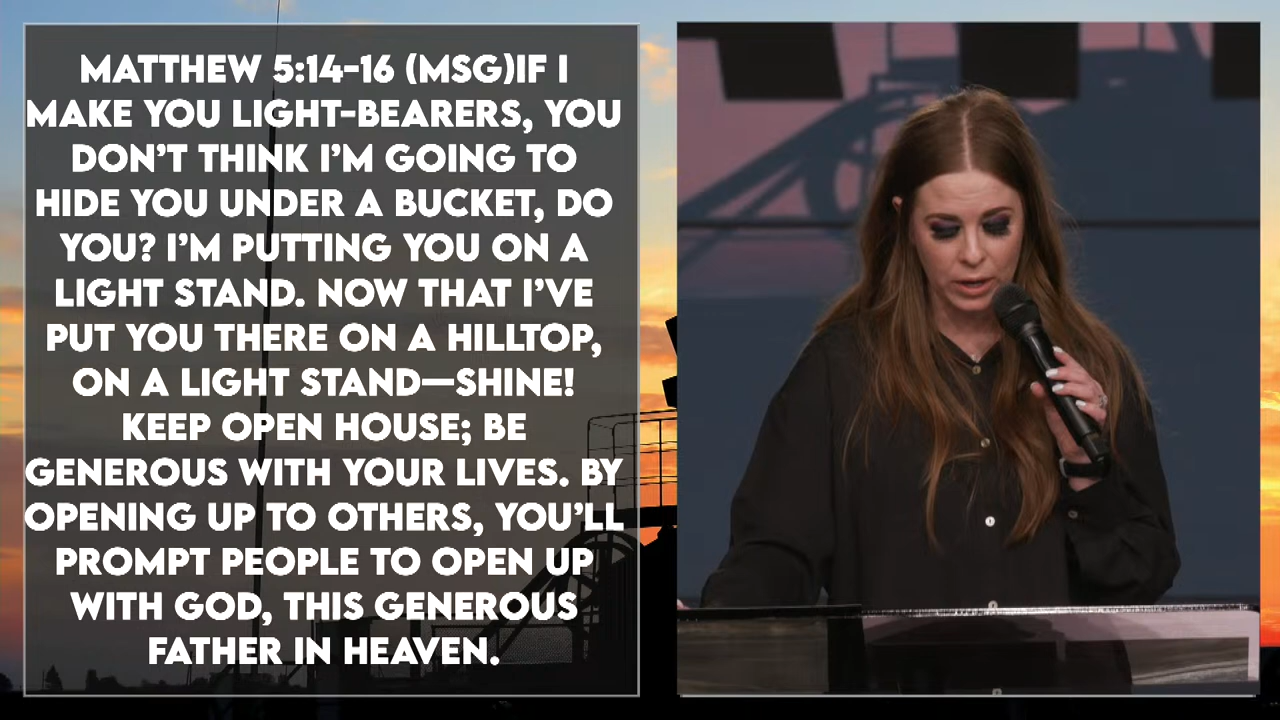 MATTHEW 5:14-16 (MSG)IF I
MAKE YOU LIGHT-BEARERS, YOU
DON’T THINK I’M GOING TO
HIDE YOU UNDER A BUCKET, DO
YOU? I’M PUTTING YOU ON A
LIGHT STAND. NOW THAT I’VE
PUT YOU THERE ON A HILLTOP,
ON A LIGHT STAND—SHINE!
KEEP OPEN HOUSE; BE
GENEROUS WITH YOUR LIVES. BY
OPENING UP TO OTHERS, YOU’LL
PROMPT PEOPLE TO OPEN UP
WITH GOD, THIS GENEROUS
FATHER IN HEAVEN.